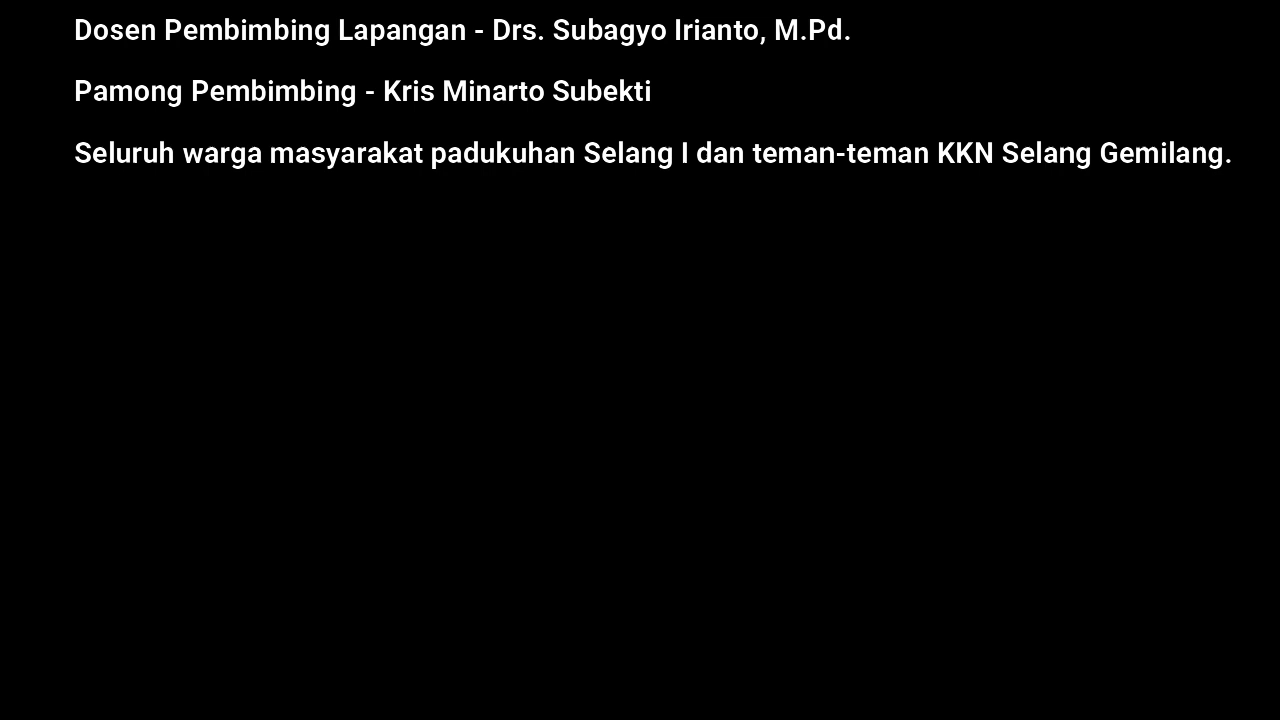 Dosen Pembimbing Lapangan - Drs. Subagyo Irianto, M.Pd.
Pamong Pembimbing - Kris Minarto Subekti
Seluruh warga masyarakat padukuhan Selang I dan teman-teman KKN Selang Gemilang.